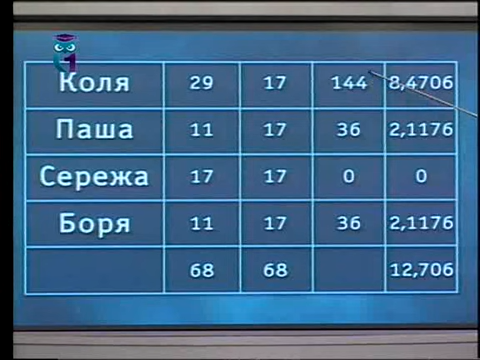 1
Коля 29 17 144 8,4706
Паша 11 17 36 2,1176
Сережа 17 17 0 0
Боря 11 17 36 2,1176
68 68 12,706